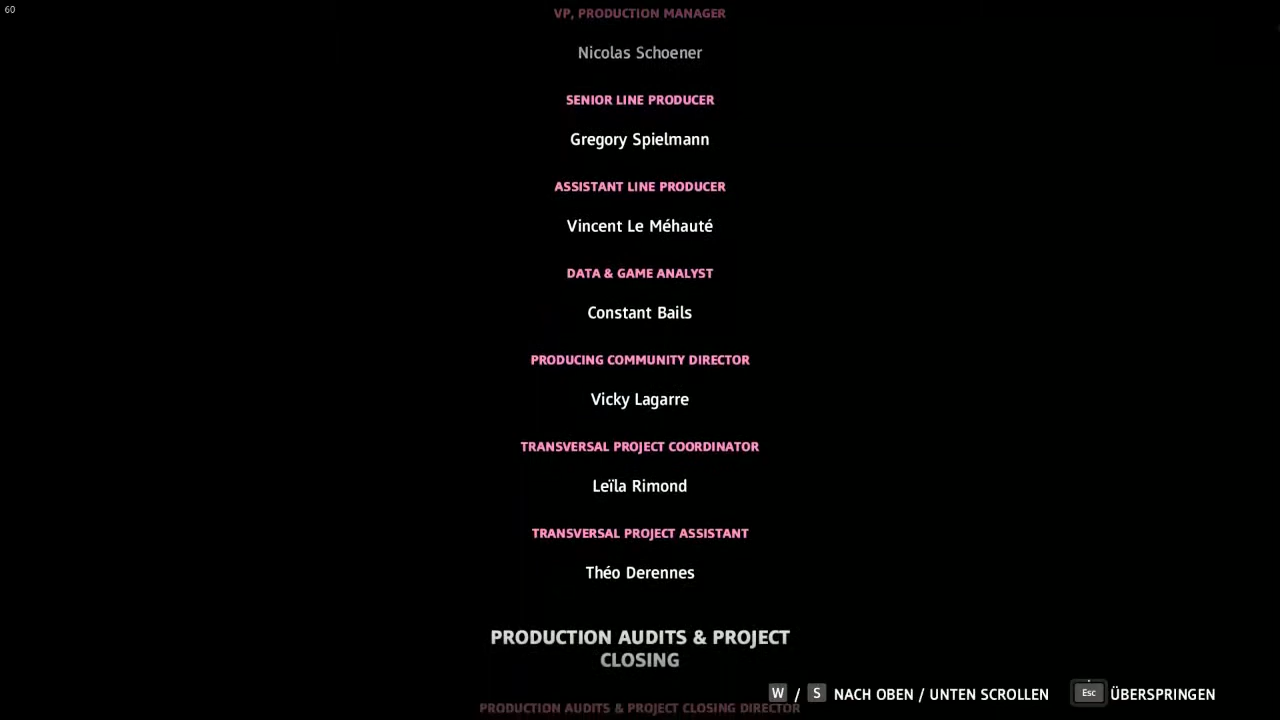 60
VP, PRODUCTION MANAGER
Nicolas Schoener
SENIOR LINE PRODUCER
Gregory Spielmann
ASSISTANT LINE PRODUCER
Vincent Le Méhauté
DATA & GAME ANALYST
Constant Bails
PRODUCING COMMUNITY DIRECTOR
Vicky Lagarre
TRANSVERSAL PROJECT COORDINATOR
Leïla Rimond
TRANSVERSAL PROJECT ASSISTANT
Théo Derennes
PRODUCTION AUDITS & PROJECT
CLOSING
W / S NACH OBEN / UNTEN SCROLLEN Esc ÜBERSPRINGEN
PRODUCTION AUDITS & PROJECT CLOSING DIRECTOR